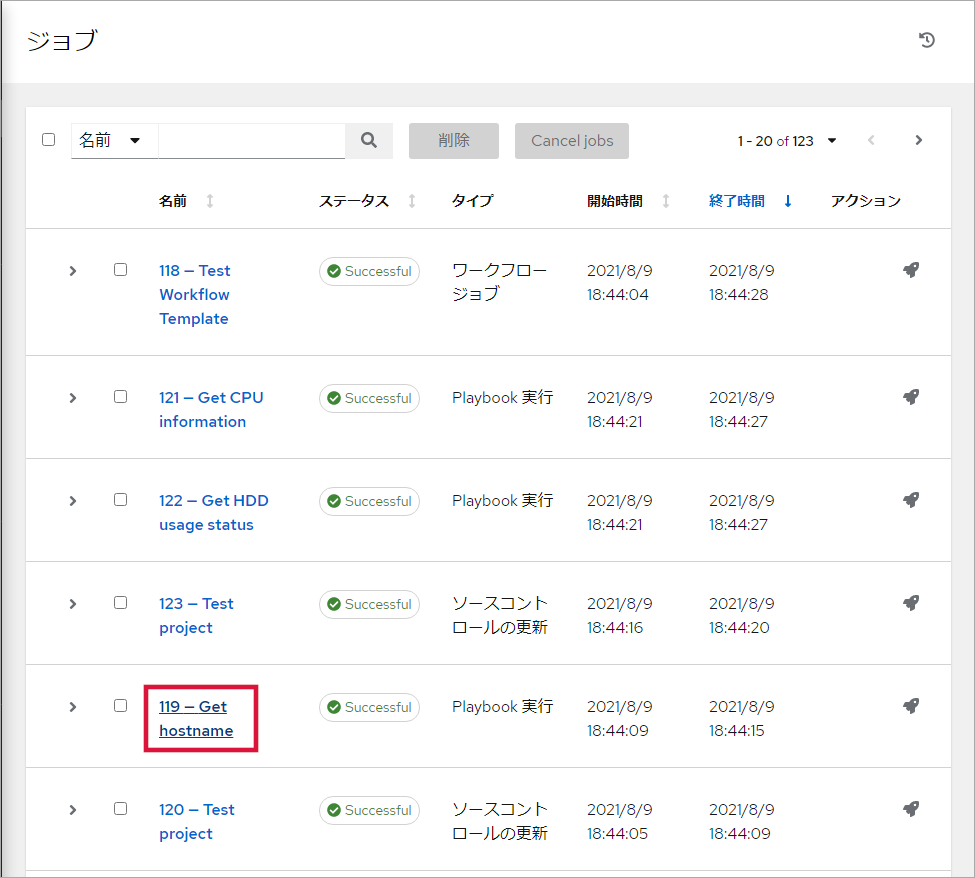 ジョブ
名前 削除 Cancel jobs 1 - 20 of 123
名前 ステータス タイプ 開始時間 終了時間 アクション
118 – Test Successful ワークフロー 2021/8/9 2021/8/9
Workflow ジョブ 18:44:04 18:44:28
Template
121 – Get CPU Successful Playbook 実行 2021/8/9 2021/8/9
information 18:44:21 18:44:27
122 – Get HDD Successful Playbook 実行 2021/8/9 2021/8/9
usage status 18:44:21 18:44:27
123 – Test Successful ソースコント 2021/8/9 2021/8/9
project ロールの更新 18:44:16 18:44:20
119 – Get Successful Playbook 実行 2021/8/9 2021/8/9
hostname 18:44:09 18:44:15
120 – Test Successful ソースコント 2021/8/9 2021/8/9
project ロールの更新 18:44:05 18:44:09